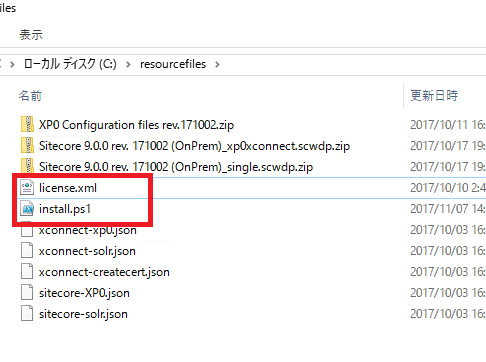 iles
表示
ローカル ディスク (C:) › resourcefiles ›
名前 更新日時
XP0 Configuration files rev.171002.zip 2017/10/11 16
Sitecore 9.0.0 rev. 171002 (OnPrem)_xp0xconnect.scwdp.zip 2017/10/17 19
Sitecore 9.0.0 rev. 171002 (OnPrem)_single.scwdp.zip 2017/10/17 19
license.xml 2017/10/10 2:4
install.ps1 2017/11/07 14
xconnect-xp0.json 2017/10/03 16
xconnect-solr.json 2017/10/03 16
xconnect-createcert.json 2017/10/03 16
sitecore-XP0.json 2017/10/03 16
sitecore-solr.json 2017/10/03 16